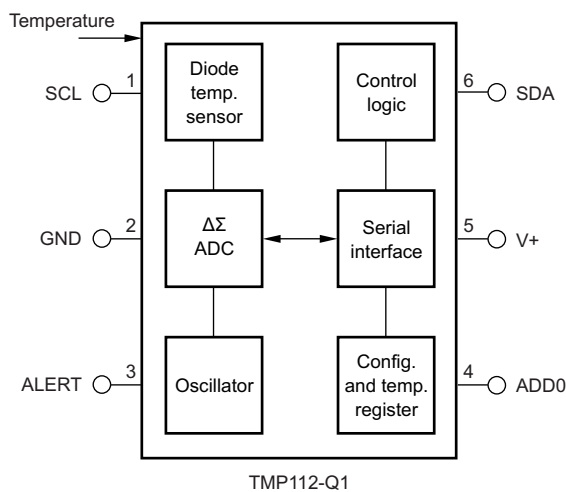 Temperature
1
SCL
Diode
temp.
sensor
Control
logic
6
SDA
2
GND
ΔΣ
ADC
Serial
interface
5
V+
3
ALERT
Oscillator
Config.
and temp.
register
4
ADD0
TMP112-Q1